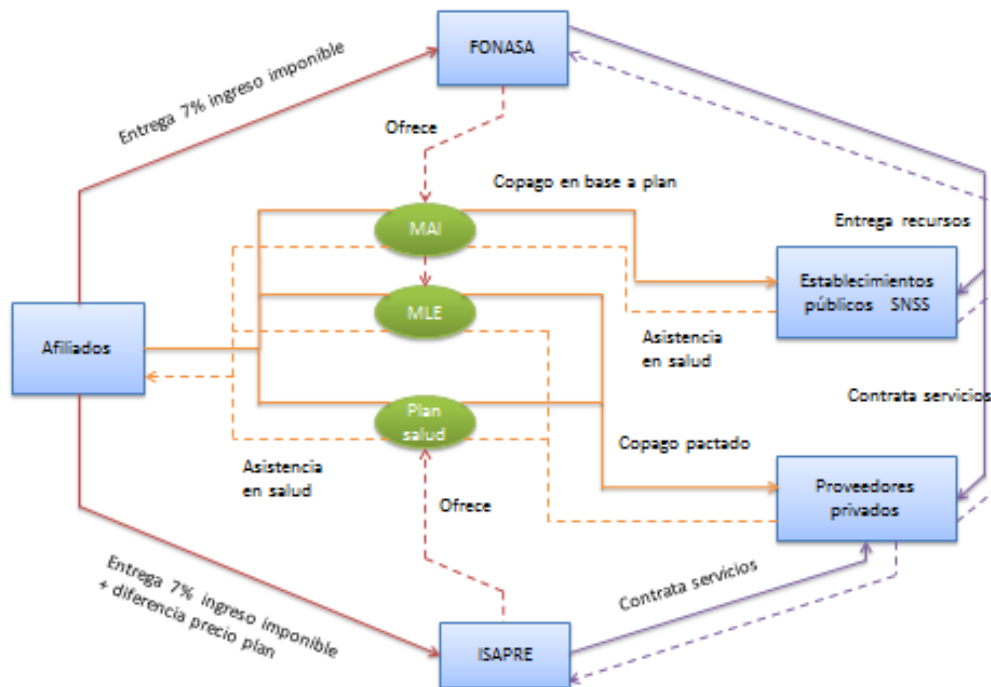 FONASA
Entrega 7% ingreso imponible
Ofrece
Copago en base a plan
MAI
Entrega recursos
Establecimientos
públicos SNSS
MLE
Afiliados
Asistencia
en salud
Contrata servicios
Plan
salud
Copago pactado
Asistencia
en salud
Proveedores
privados
Ofrece
Entrega 7% ingreso imponible
+ diferencia precio plan
Contrata servicios
ISAPRE